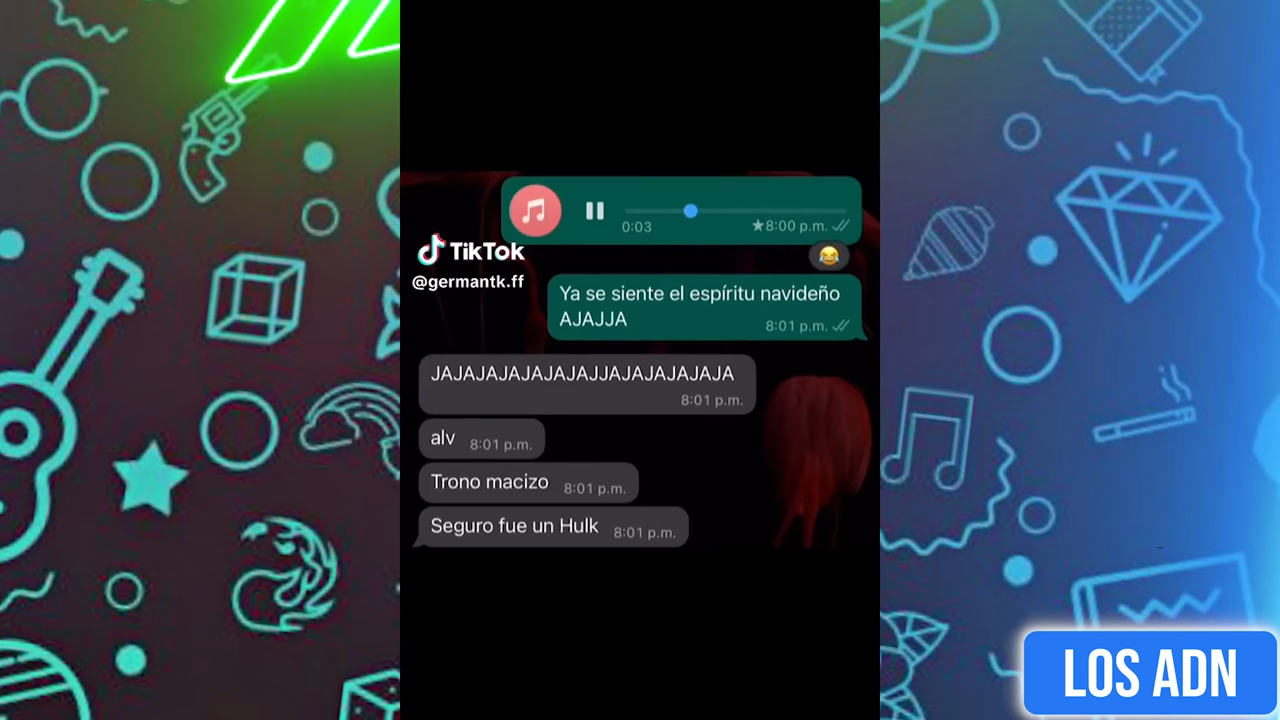 0:03
★8:00 p.m.
TikTok
@germantk.ff
Ya se siente el espíritu navideño
AJAJJA
8:01 p.m.
JAJAJAJAJAJAJAJJAJAJAJAJAJA
8:01 p.m.
alv 8:01 p.m.
Trono macizo 8:01 p.m.
Seguro fue un Hulk 8:01 p.m.
LOS ADN